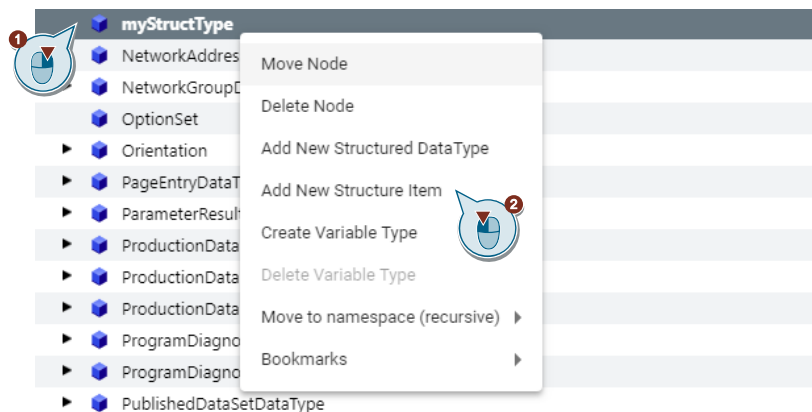 myStructType
1
NetworkAddres
NetworkGroupD
OptionSet
Orientation
PageEntryDataT
ParameterResult
ProductionData
ProductionData
ProductionData
ProgramDiagno
ProgramDiagno
PublishedDataSetDataType
Move Node
Delete Node
Add New Structured DataType
Add New Structure Item
2
Create Variable Type
Delete Variable Type
Move to namespace (recursive)
Bookmarks